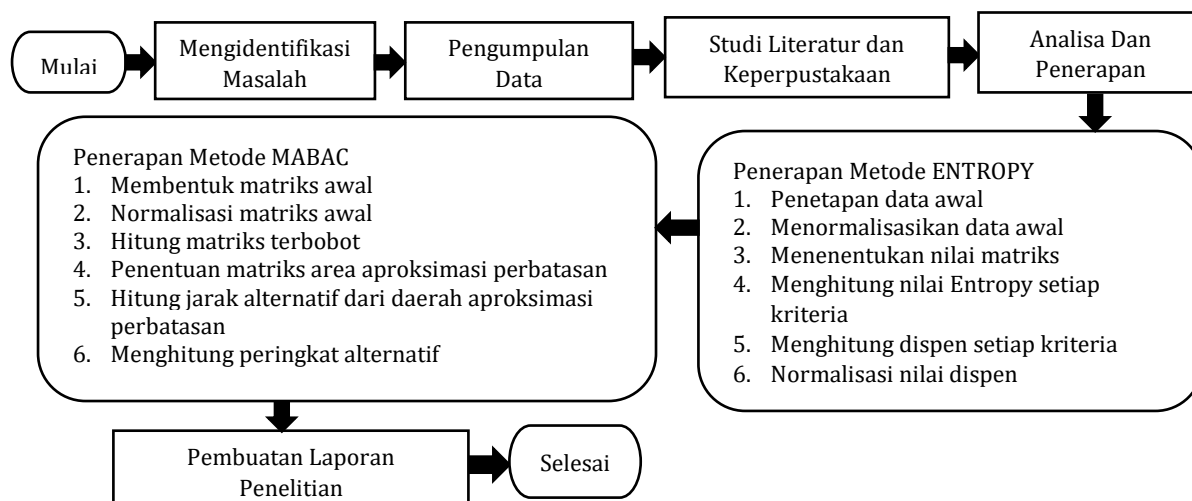 Mulai
Mengidentifikasi
Masalah
Pengumpulan
Data
Studi Literatur dan
Keperpustakaan
Analisa Dan
Penerapan
Penerapan Metode ENTROPY
1. Penetapan data awal
2. Menormalisasikan data awal
3. Menenentukan nilai matriks
4. Menghitung nilai Entropy setiap
kriteria
5. Menghitung dispen setiap kriteria
6. Normalisasi nilai dispen
Penerapan Metode MABAC
1. Membentuk matriks awal
2. Normalisasi matriks awal
3. Hitung matriks terbobot
4. Penentuan matriks area aproksimasi perbatasan
5. Hitung jarak alternatif dari daerah aproksimasi
perbatasan
6. Menghitung peringkat alternatif
Pembuatan Laporan
Penelitian
Selesai